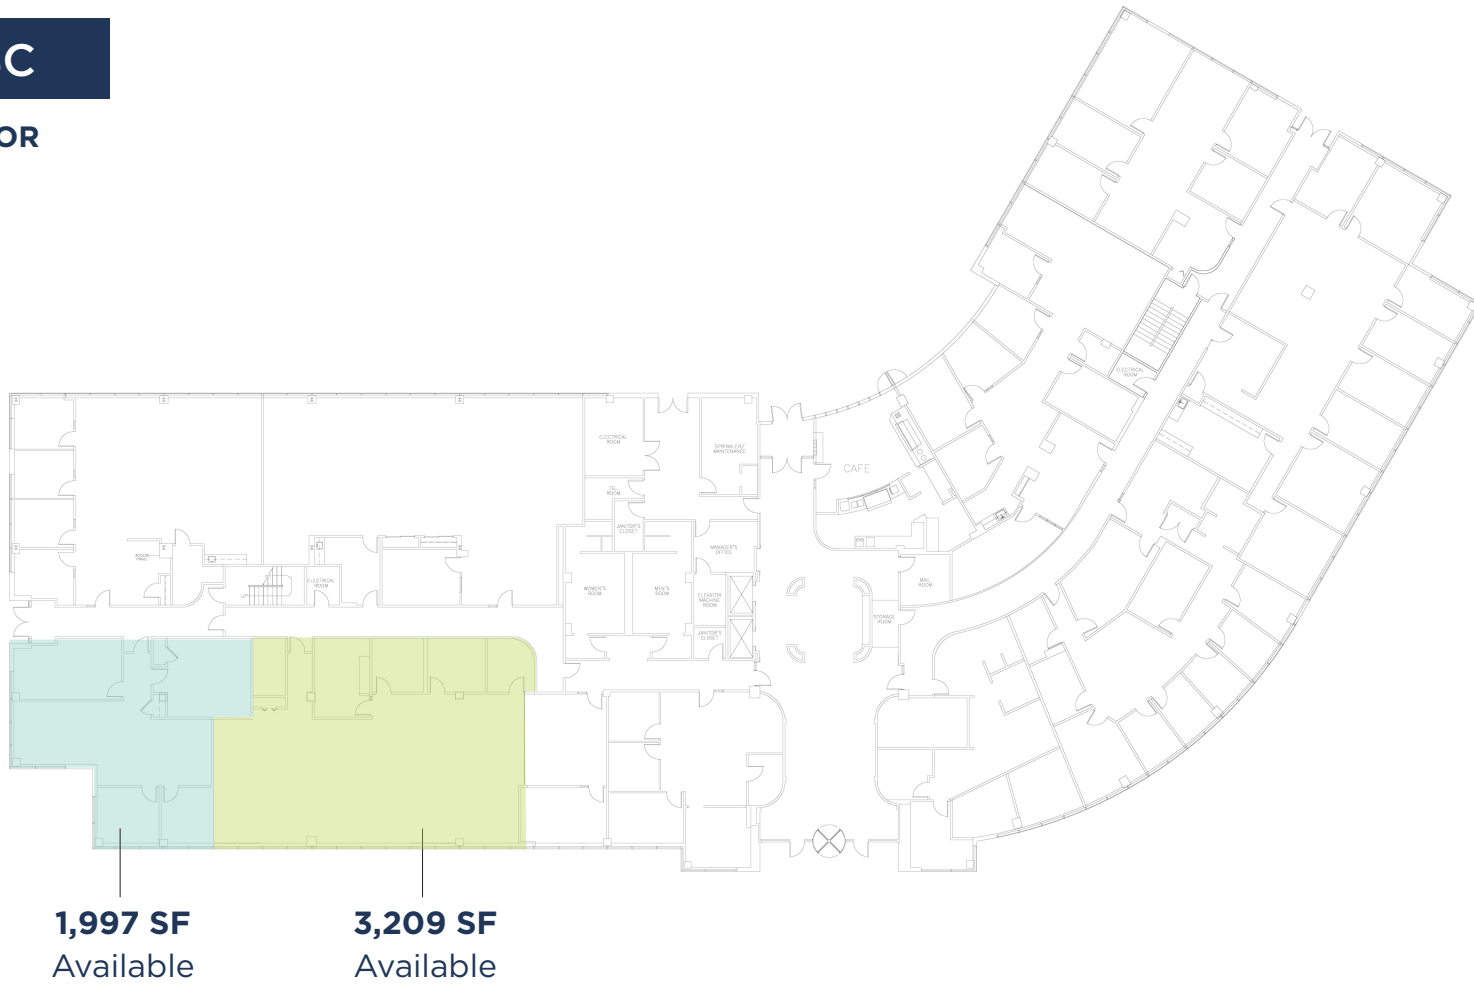 C
OR
ELECTRICAL
ROOM
SPRINKLER/
MAINTENANCE
TEL.
ROOM
JANITOR'S
CLOSET
MANAGER'S
OFFICE
WOMEN'S
ROOM
MEN'S
ROOM
ELEVATOR
MACHINE
ROOM
JANITOR'S
CLOSET
ACCESS
PANEL
UP
ELECTRICAL
ROOM
CAFE
MAIL
ROOM
STORAGE
ROOM
ELECTRICAL
ROOM
1,997 SF
Available
3,209 SF
Available